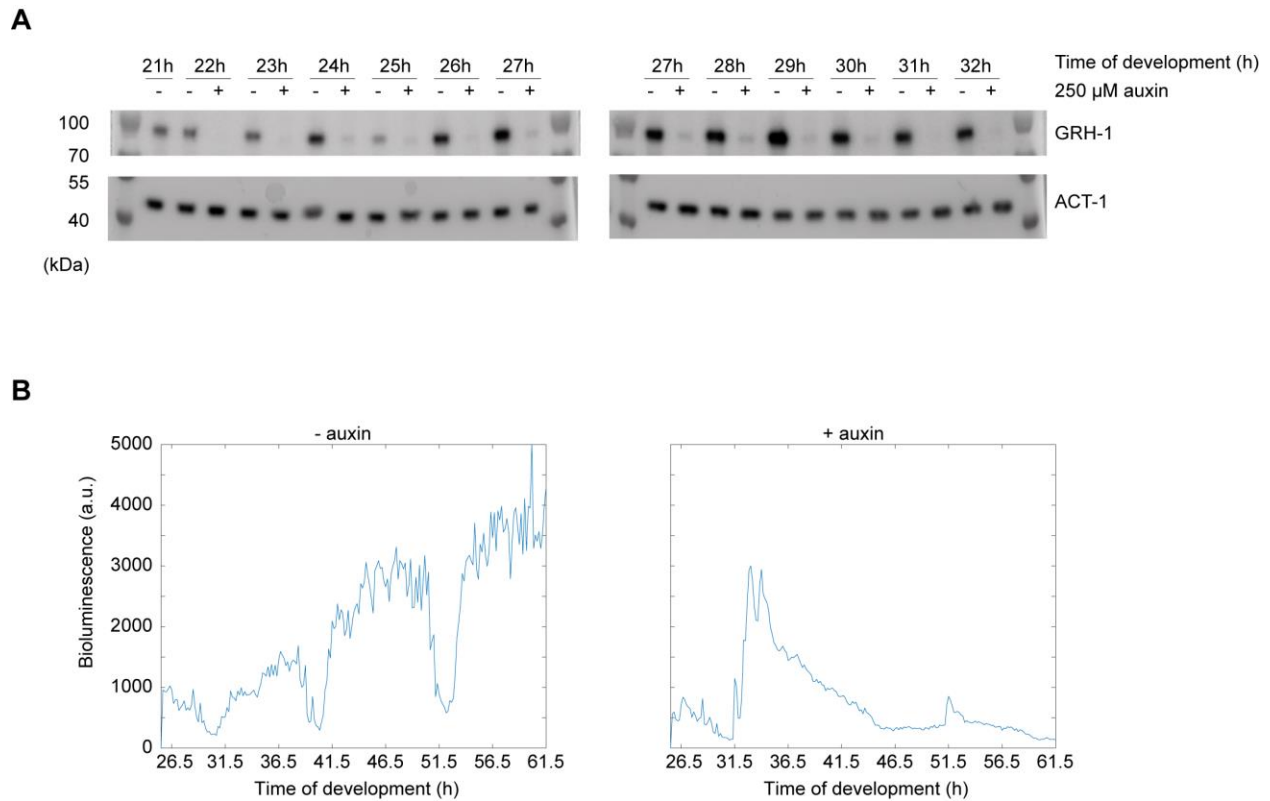 A
21h 22h 23h 24h 25h 26h 27h 27h 28h 29h 30h 31h 32h Time of development (h)
- - + - + - + - + - + - + - + - + - + - + - + - + 250 µM auxin
100
GRH-1
70
55
ACT-1
40
(kDa)
B
- auxin
+ auxin
5000
4000
3000
2000
1000
0
Bioluminescence (a.u.)
26.5 31.5 36.5 41.5 46.5 51.5 56.5 61.5
26.5 31.5 36.5 41.5 46.5 51.5 56.5 61.5
Time of development (h)
Time of development (h)